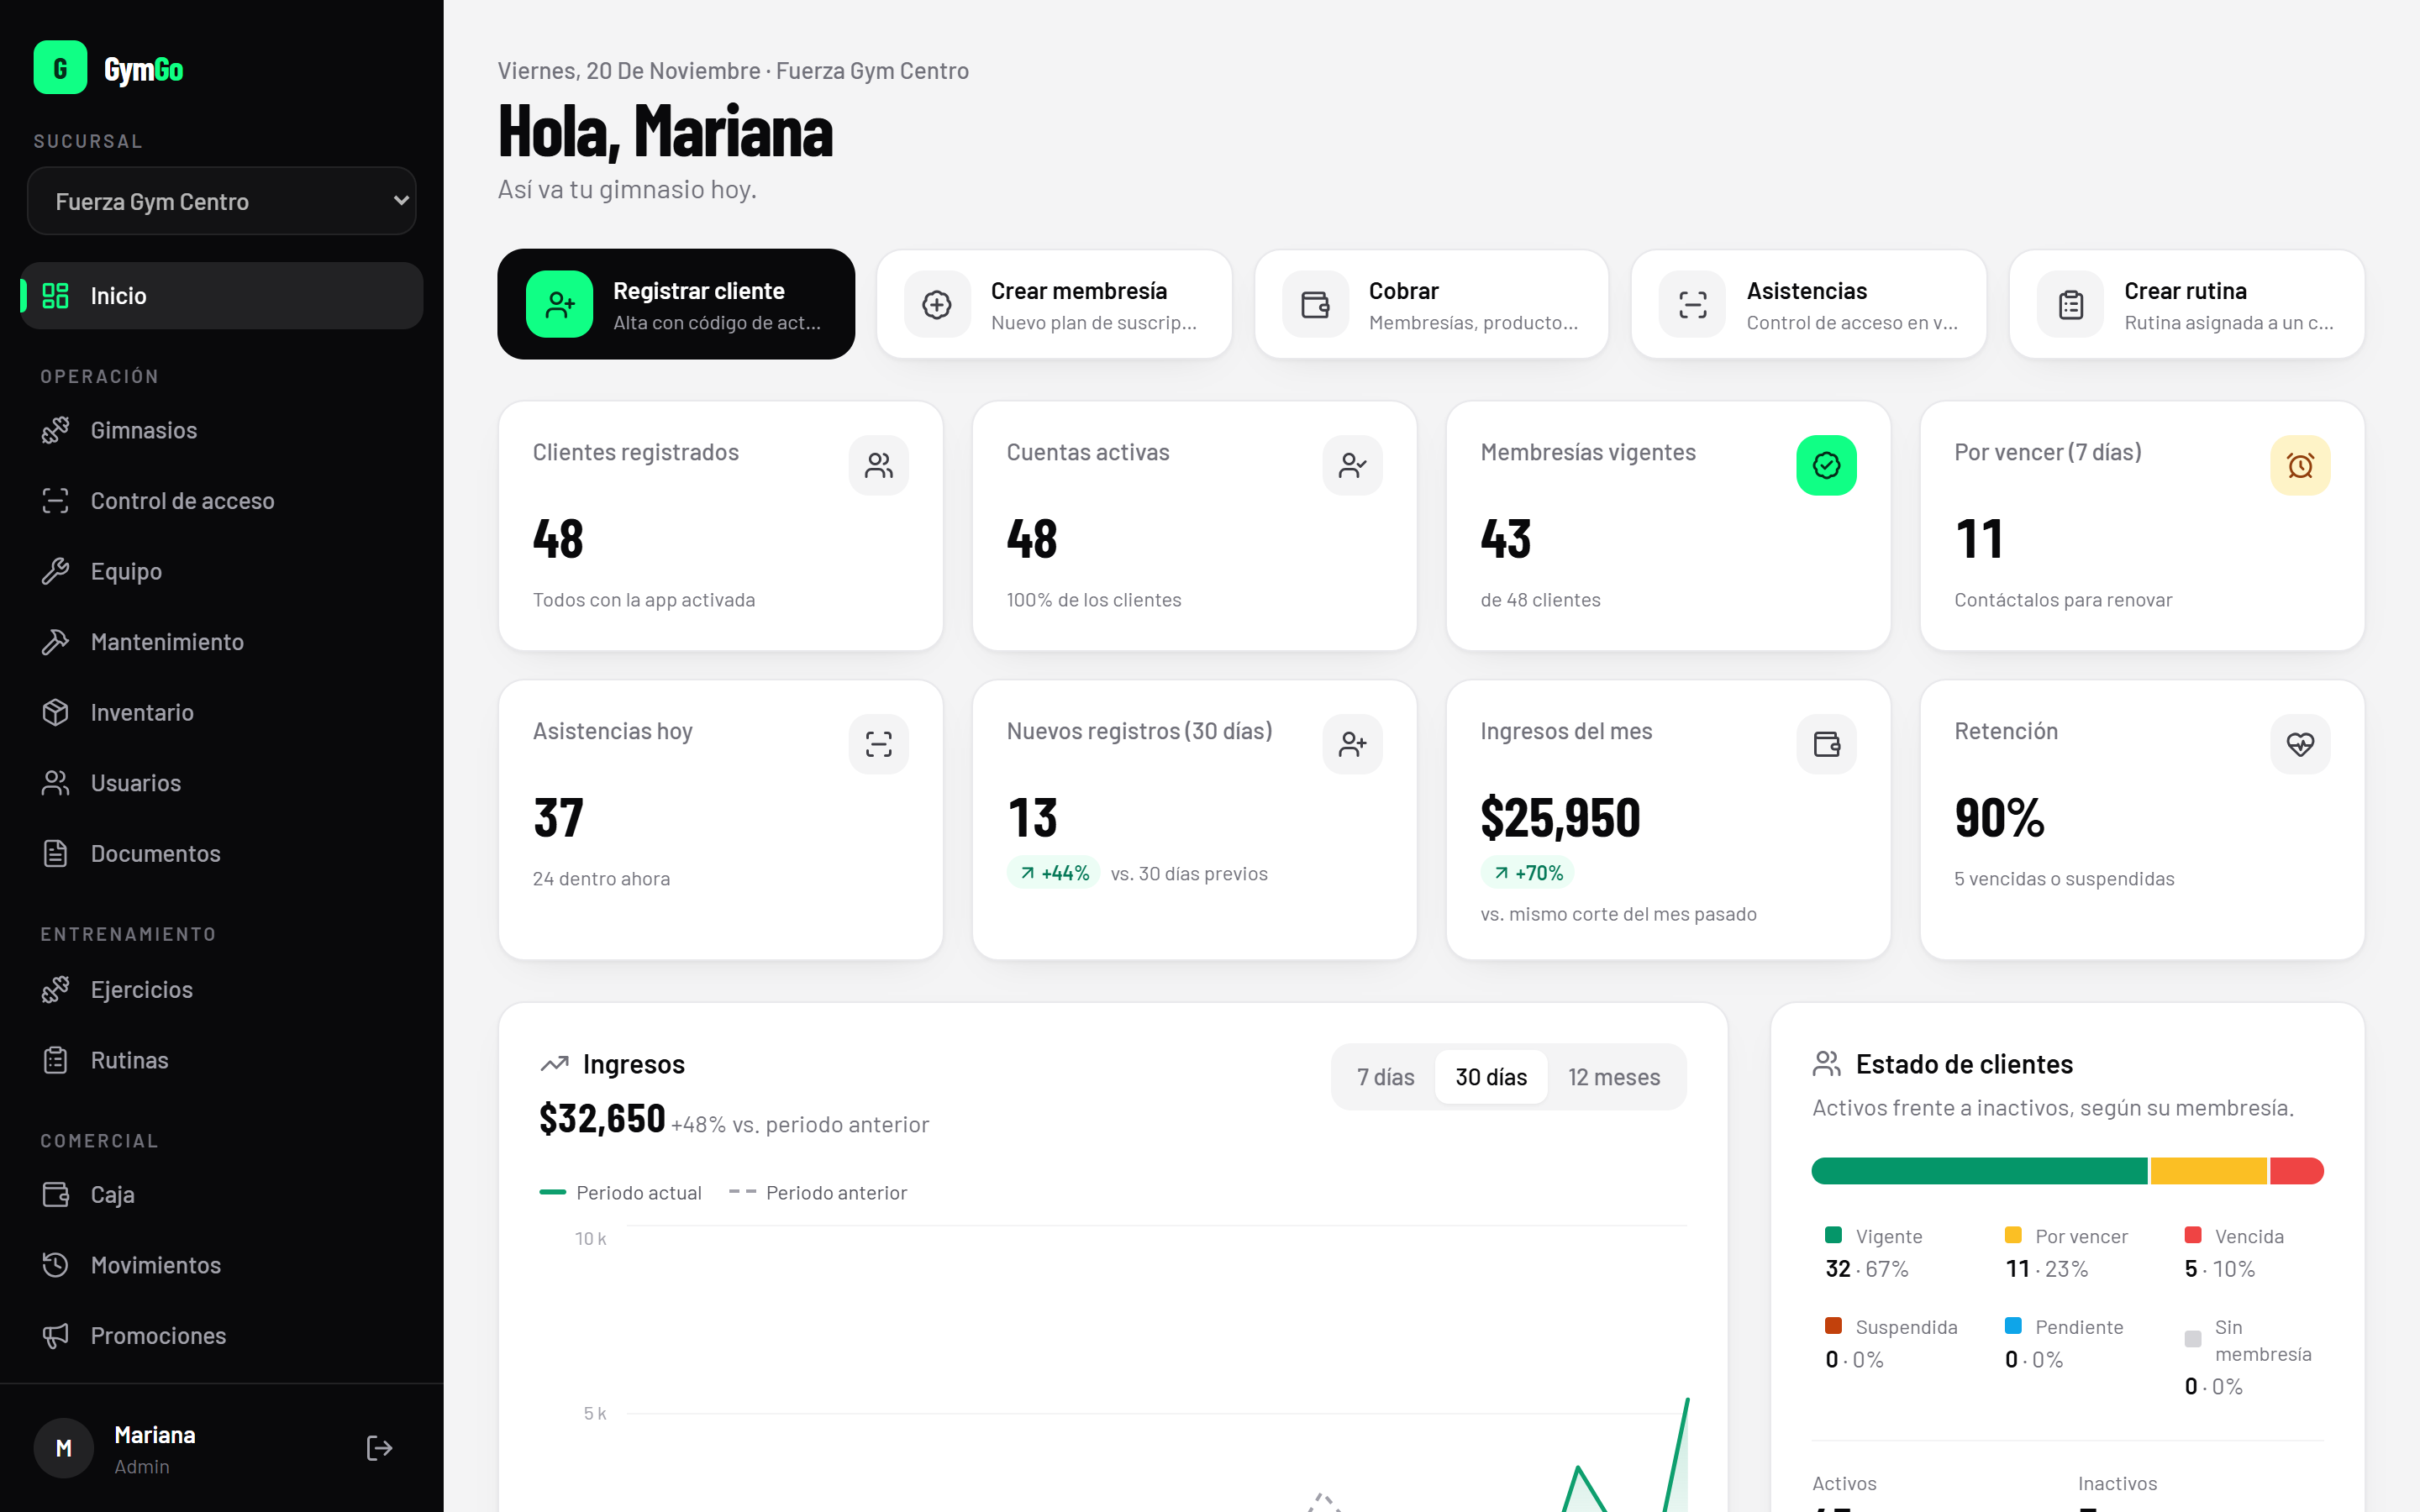 G
GymGo
SUCURSAL
Fuerza Gym Centro
Inicio
OPERACIÓN
Gimnasios
Control de acceso
Equipo
Mantenimiento
Inventario
Usuarios
Documentos
ENTRENAMIENTO
Ejercicios
Rutinas
COMERCIAL
Caja
Movimientos
Promociones
M
Mariana
Admin
Viernes, 20 De Noviembre · Fuerza Gym Centro
Hola, Mariana
Así va tu gimnasio hoy.
Registrar cliente
Alta con código de act...
Crear membresía
Nuevo plan de suscrip...
Cobrar
Membresías, producto...
Asistencias
Control de acceso en v...
Crear rutina
Rutina asignada a un c...
Clientes registrados
48
Todos con la app activada
Cuentas activas
48
100% de los clientes
Membresías vigentes
43
de 48 clientes
Por vencer (7 días)
11
Contáctalos para renovar
Asistencias hoy
37
24 dentro ahora
Nuevos registros (30 días)
13
+44% vs. 30 días previos
Ingresos del mes
$25,950
+70%
vs. mismo corte del mes pasado
Retención
90%
5 vencidas o suspendidas
Ingresos
$32,650 +48% vs. periodo anterior
7 días 30 días 12 meses
Periodo actual Periodo anterior
10 k
5 k
Estado de clientes
Activos frente a inactivos, según su membresía.
Vigente
32 · 67%
Por vencer
11 · 23%
Vencida
5 · 10%
Suspendida
0 · 0%
Pendiente
0 · 0%
Sin
membresía
0 · 0%
Activos
Inactivos